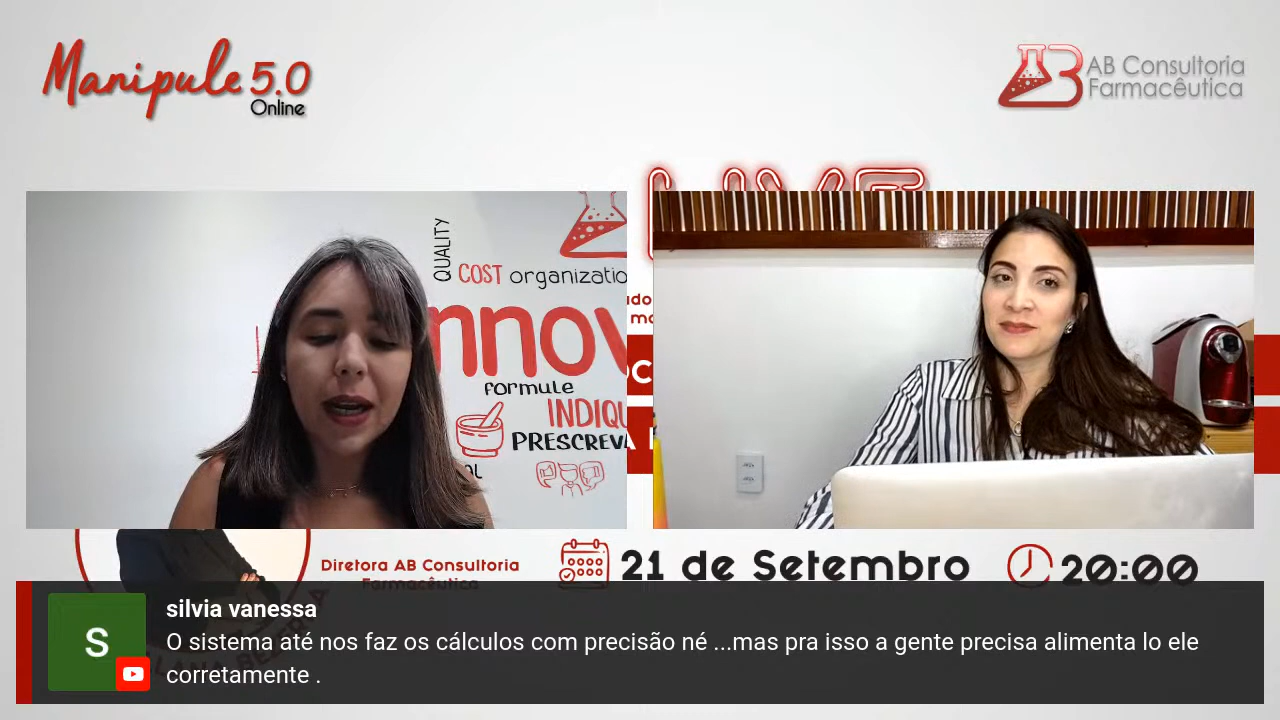 Manipule 5.0
Online
AB Consultoria
Farmacêutica
LIVE
QUALITY
COST organizatio
nnov
formule
INDIQU
PRESCREVA
Diretora AB Consultoria
Farmacêutica
21 de Setembro
20:00
S
silvia vanessa
O sistema até nos faz os cálculos com precisão né ...mas pra isso a gente precisa alimenta lo ele
corretamente .